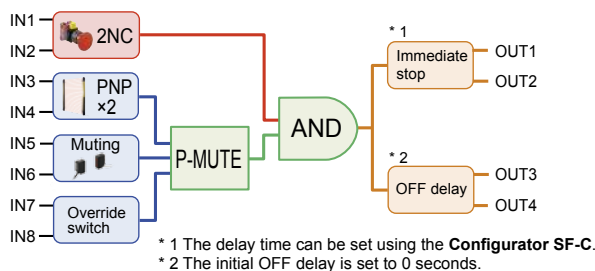 IN1
2NC
IN2
IN3
PNP
×2
IN4
IN5
Muting
IN6
IN7
Override
switch
IN8
P-MUTE
AND
* 1
Immediate
stop
OUT1
OUT2
* 2
OFF delay
OUT3
OUT4
* 1 The delay time can be set using the Configurator SF-C.
* 2 The initial OFF delay is set to 0 seconds.